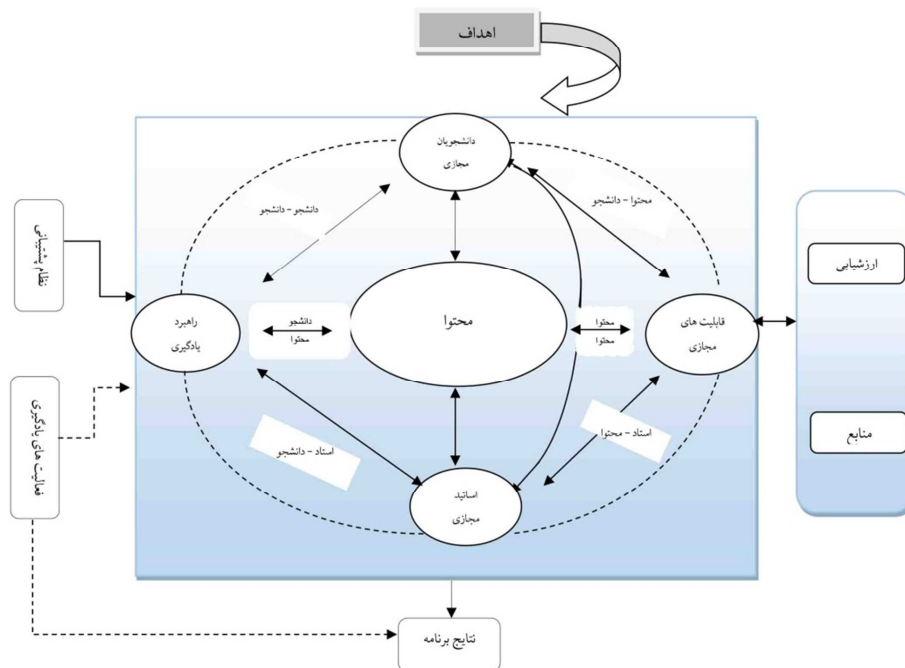 اهداف
دانشجویان
مجازی
دانشجو – دانشجو
محتوا – دانشجو
نظام پشتیبانی
ارزشیابی
راهبرد
یادگیری
دانشجو
محتوا
محتوا
محتوا
محتوا
قابلیت های
مجازی
فعالیت های یادگیری
استاد – دانشجو
استاد – محتوا
منابع
اساتید
مجازی
نتایج برنامه